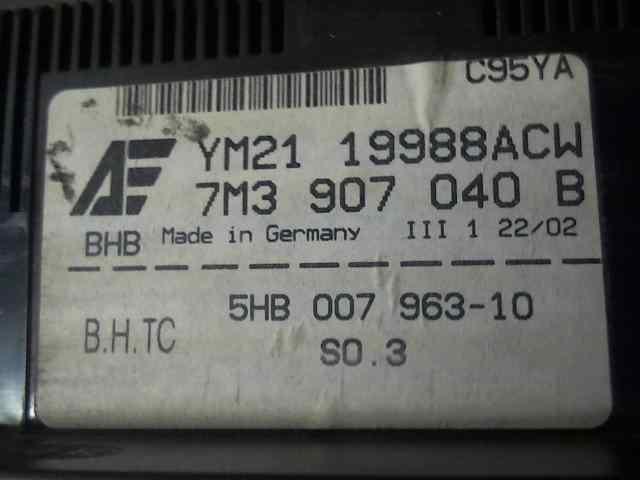 C95YA
AE YM21 19988ACW
7M3 907 040 B
BHB Made in Germany III 1 22/02
5HB 007 963-10
B.H.TC
S0.3